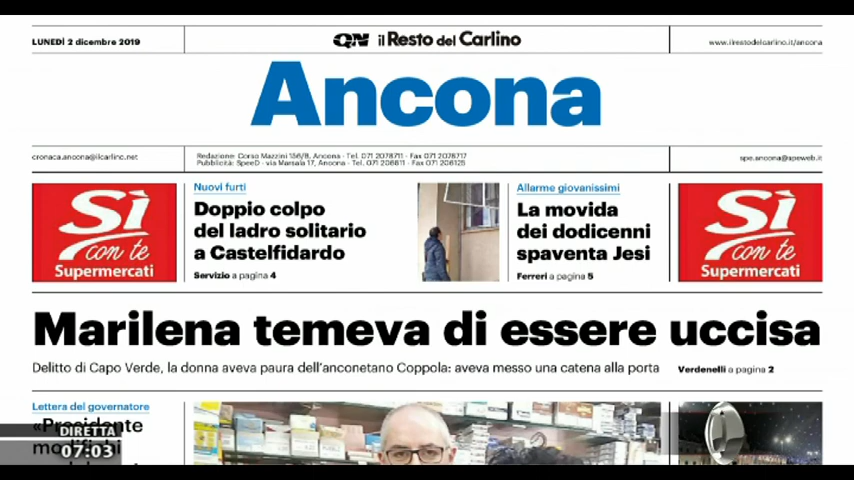 LUNEDÌ 2 dicembre 2019
QN il Resto del Carlino
www.ilrestodelcarlino.it/ancona
Ancona
cronaca.ancona@ilcarlino.net
Redazione: Corso Mazzini 156/8, Ancona - Tel. 071 2078711 - Fax 071 2078717
Pubblicità: SpeeD - via Marsala 17, Ancona - Tel. 071 206611 - Fax 071 206125
spe.ancona@speweb.it
Sì
con te
Supermercati
Nuovi furti
Doppio colpo
del ladro solitario
a Castelfidardo
Servizio a pagina 4
Allarme giovanissimi
La movida
dei dodicenni
spaventa Jesi
Ferreri a pagina 5
Sì
con te
Supermercati
Marilena temeva di essere uccisa
Delitto di Capo Verde, la donna aveva paura dell'anconetano Coppola: aveva messo una catena alla porta
Verdenelli a pagina 2
Lettera del governatore
«Presidente
DIRETTA
07:03